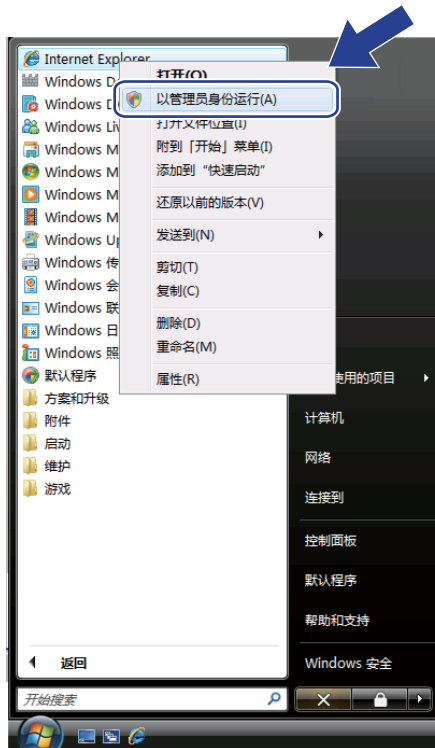 Internet Explorer
Windows D
Windows
Windows Liv
Windows M
Windows M
Windows M
Windows M
Windows Up
Windows 传
Windows 会
Windows 联
Windows 日
Windows 照
默认程序
方案和升级
附件
启动
维护
游戏
返回
开始搜索
打开(O)
以管理员身份运行(A)
打开文件位置(I)
附到「开始」菜单(I)
添加到“快速启动”
还原以前的版本(V)
发送到(N)
剪切(T)
复制(C)
删除(D)
重命名(M)
属性(R)
使用的项目
计算机
网络
连接到
控制面板
默认程序
帮助和支持
Windows 安全